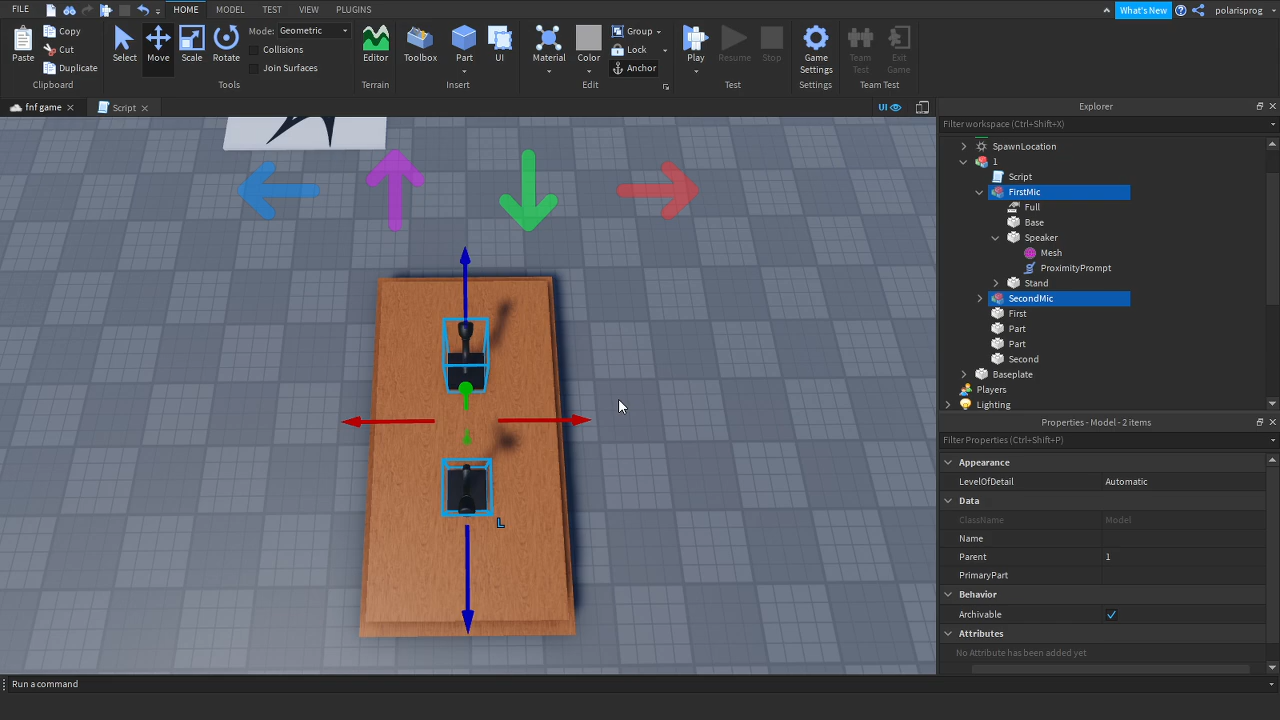 FILE HOME MODEL TEST VIEW PLUGINS What's New polarisprog
Paste Copy Cut Duplicate
Select Move Scale Rotate
Mode: Geometric
Collisions
Join Surfaces
Editor
Toolbox Part UI
Material Color
Group
Lock
Anchor
Play Resume Stop
Game Settings
Team Test
Exit Game
Clipboard Tools Terrain Insert Edit Test Settings Team Test
fnf game Script UI
Explorer
Filter workspace (Ctrl+Shift+X)
SpawnLocation
1
Script
FirstMic
Full
Base
Speaker
Mesh
ProximityPrompt
Stand
SecondMic
First
Part
Part
Second
Baseplate
Players
Lighting
L
Properties - Model - 2 items
Filter Properties (Ctrl+Shift+P)
Appearance
LevelOfDetail Automatic
Data
ClassName Model
Name
Parent 1
PrimaryPart
Behavior
Archivable
Attributes
No Attribute has been added yet
Run a command